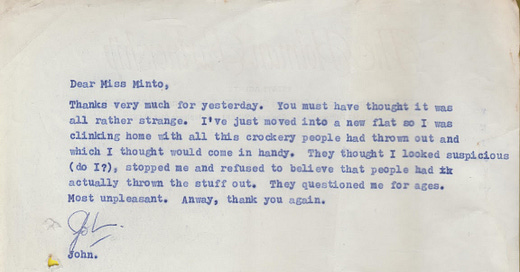 Dear Miss Minto,
Thanks very much for yesterday. You must have thought it was
all rather strange. I've just moved into a new flat so I was
clinking home with all this crockery people had thrown out and
which I thought would come in handy. They thought I looked suspicious
(do I?), stopped me and refused to believe that people had
actually thrown the stuff out. They questioned me for ages.
Most unpleasant. Anway, thank you again.
John
John.